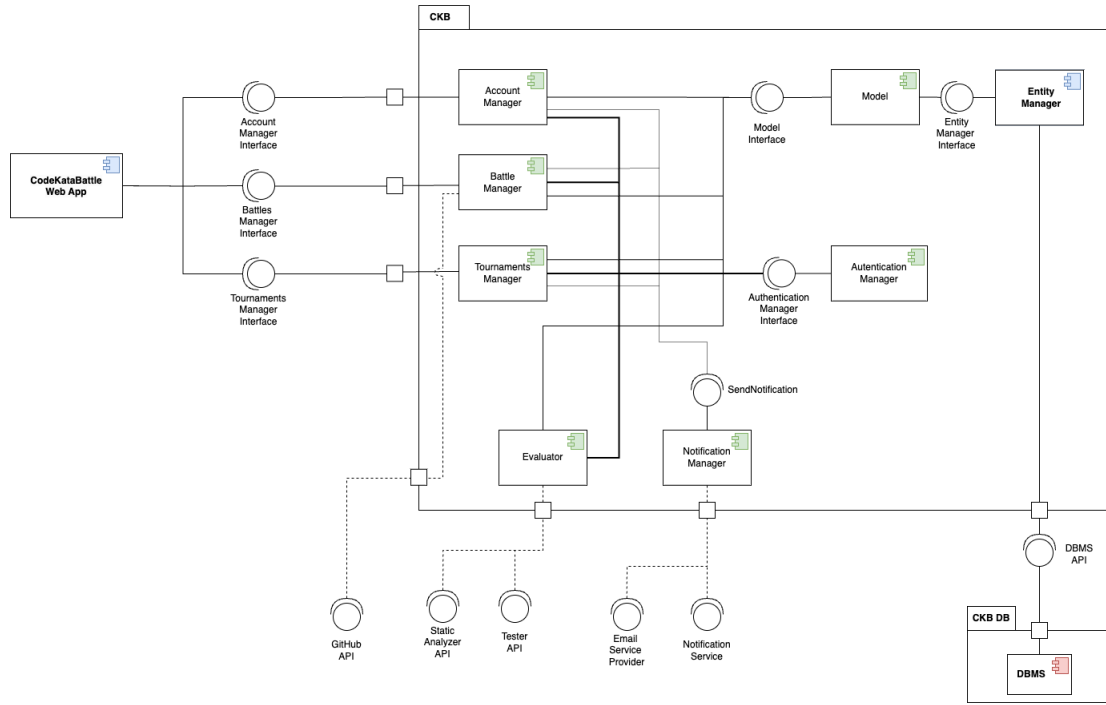 CKB
Account
Manager
Model
Entity
Manager
Account
Manager
Interface
Model
Interface
Entity
Manager
Interface
CodeKataBattle
Web App
Battle
Manager
Battles
Manager
Interface
Tournaments
Manager
Autentication
Manager
Tournaments
Manager
Interface
Authentication
Manager
Interface
SendNotification
Evaluator
Notification
Manager
DBMS
API
GitHub
API
Static
Analyzer
API
Tester
API
Email
Service
Provider
Notification
Service
CKB DB
DBMS